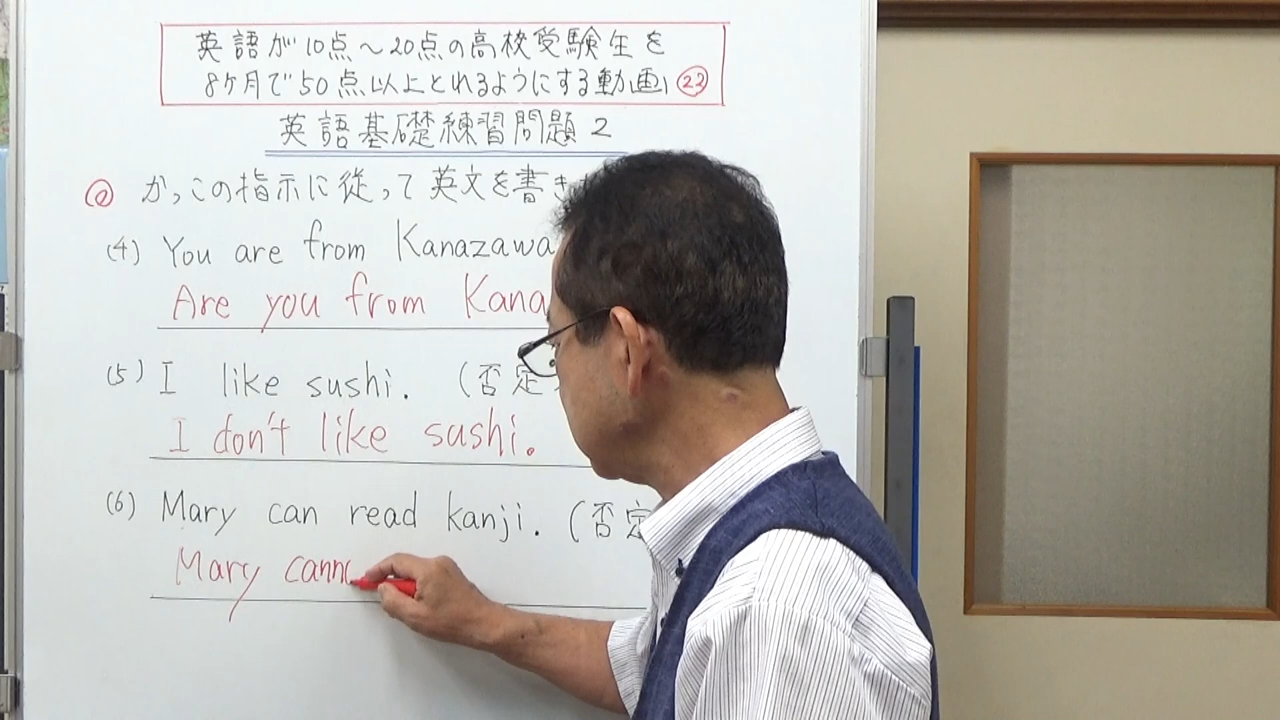 英語が10点～20点の高校受験生を
8ヶ月で50点以上とれるようにする動画 22
英語基礎練習問題 2
かっこの指示に従って英文を書き
(4) You are from Kanazawa
Are you from Kana
(5) I like sushi. (否定
I don't like sushi.
(6) Mary can read kanji. (否定
Mary canno